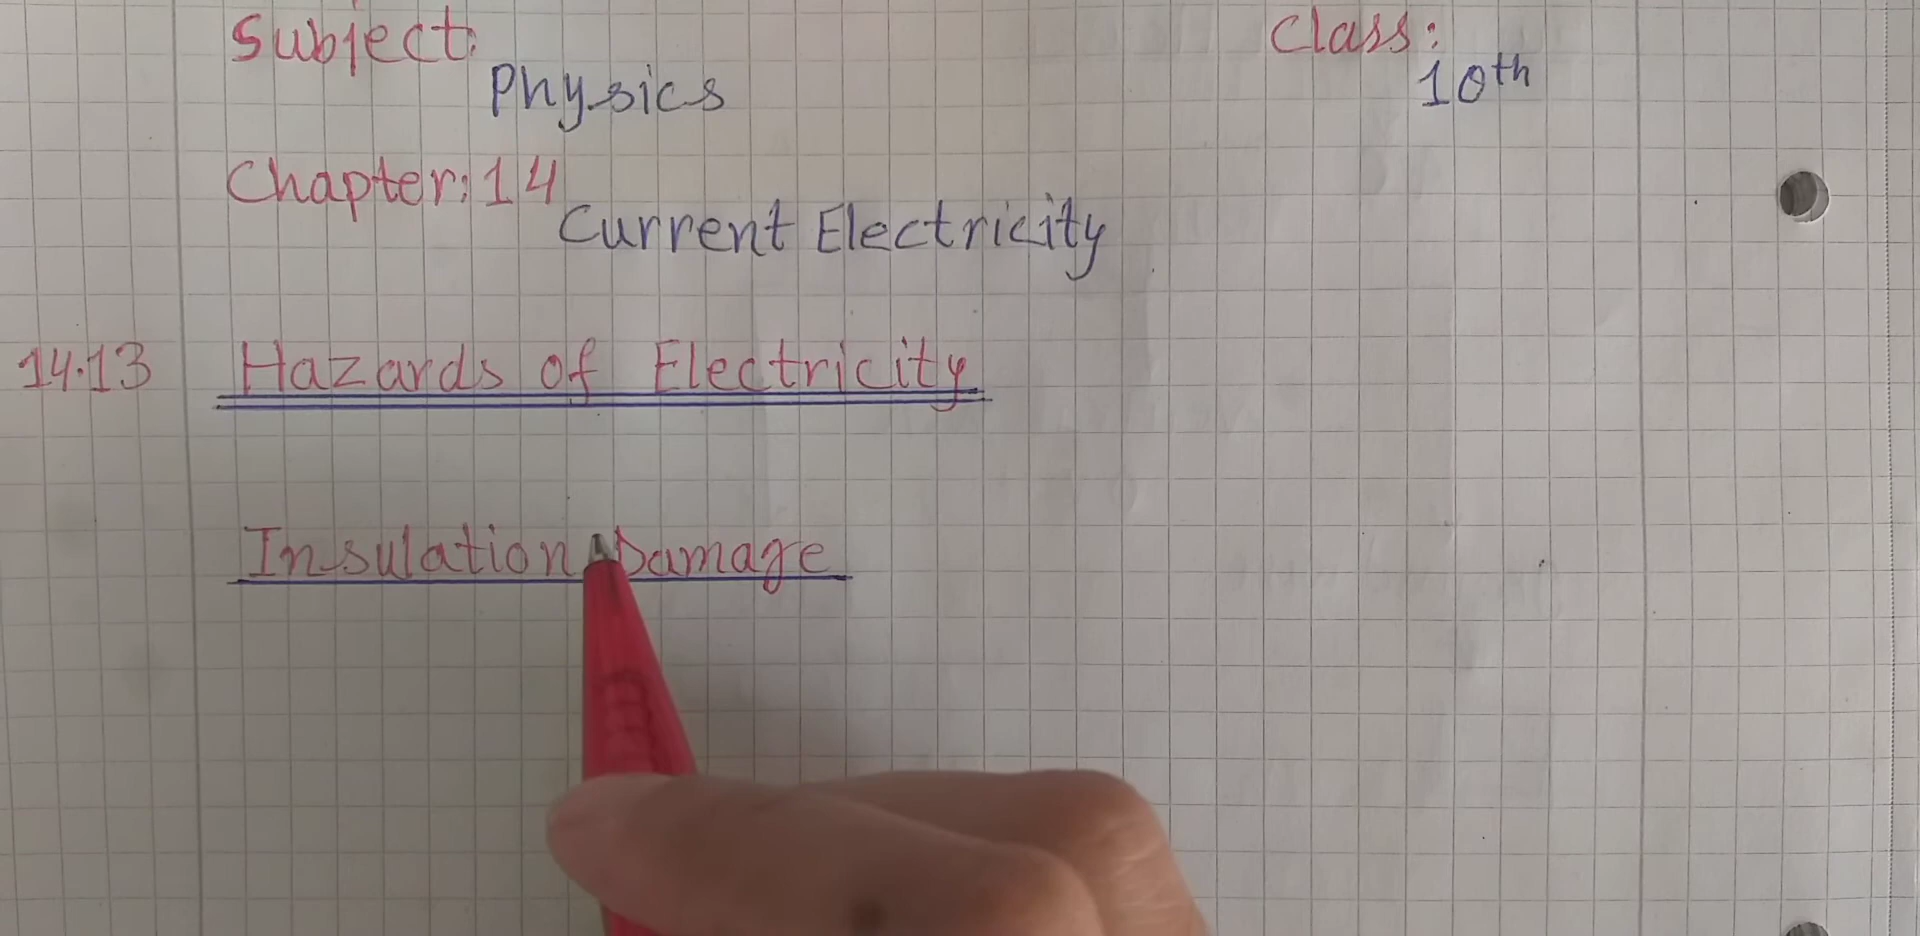 Subject:
Physics
Class:
10th
Chapter: 14
Current Electricity
14.13 Hazards of Electricity
Insulation Damage